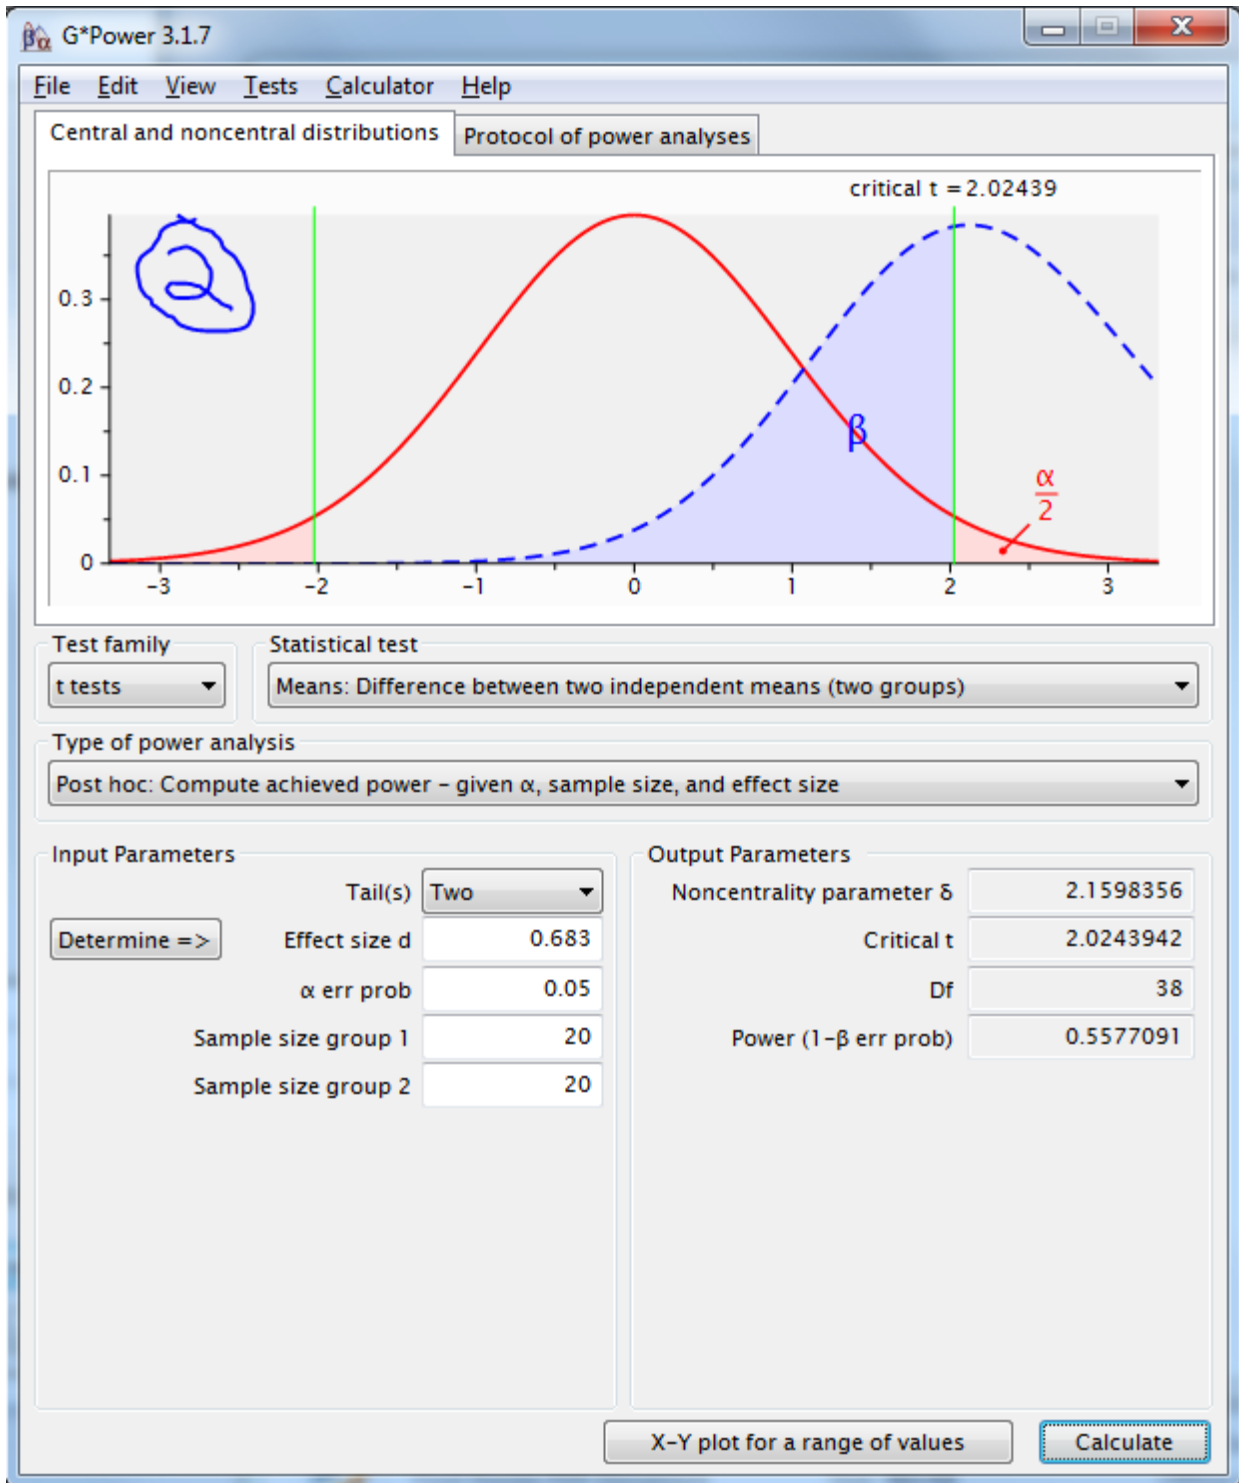 G*Power 3.1.7
File Edit View Tests Calculator Help
Central and noncentral distributions Protocol of power analyses
critical t = 2.02439
2
0.3
0.2
0.1
0
β
α
2
-3 -2 -1 0 1 2 3
Test family Statistical test
t tests Means: Difference between two independent means (two groups)
Type of power analysis
Post hoc: Compute achieved power – given α, sample size, and effect size
Input Parameters
Tail(s) Two
Determine => Effect size d 0.683
α err prob 0.05
Sample size group 1 20
Sample size group 2 20
Output Parameters
Noncentrality parameter δ 2.1598356
Critical t 2.0243942
Df 38
Power (1-β err prob) 0.5577091
X-Y plot for a range of values Calculate